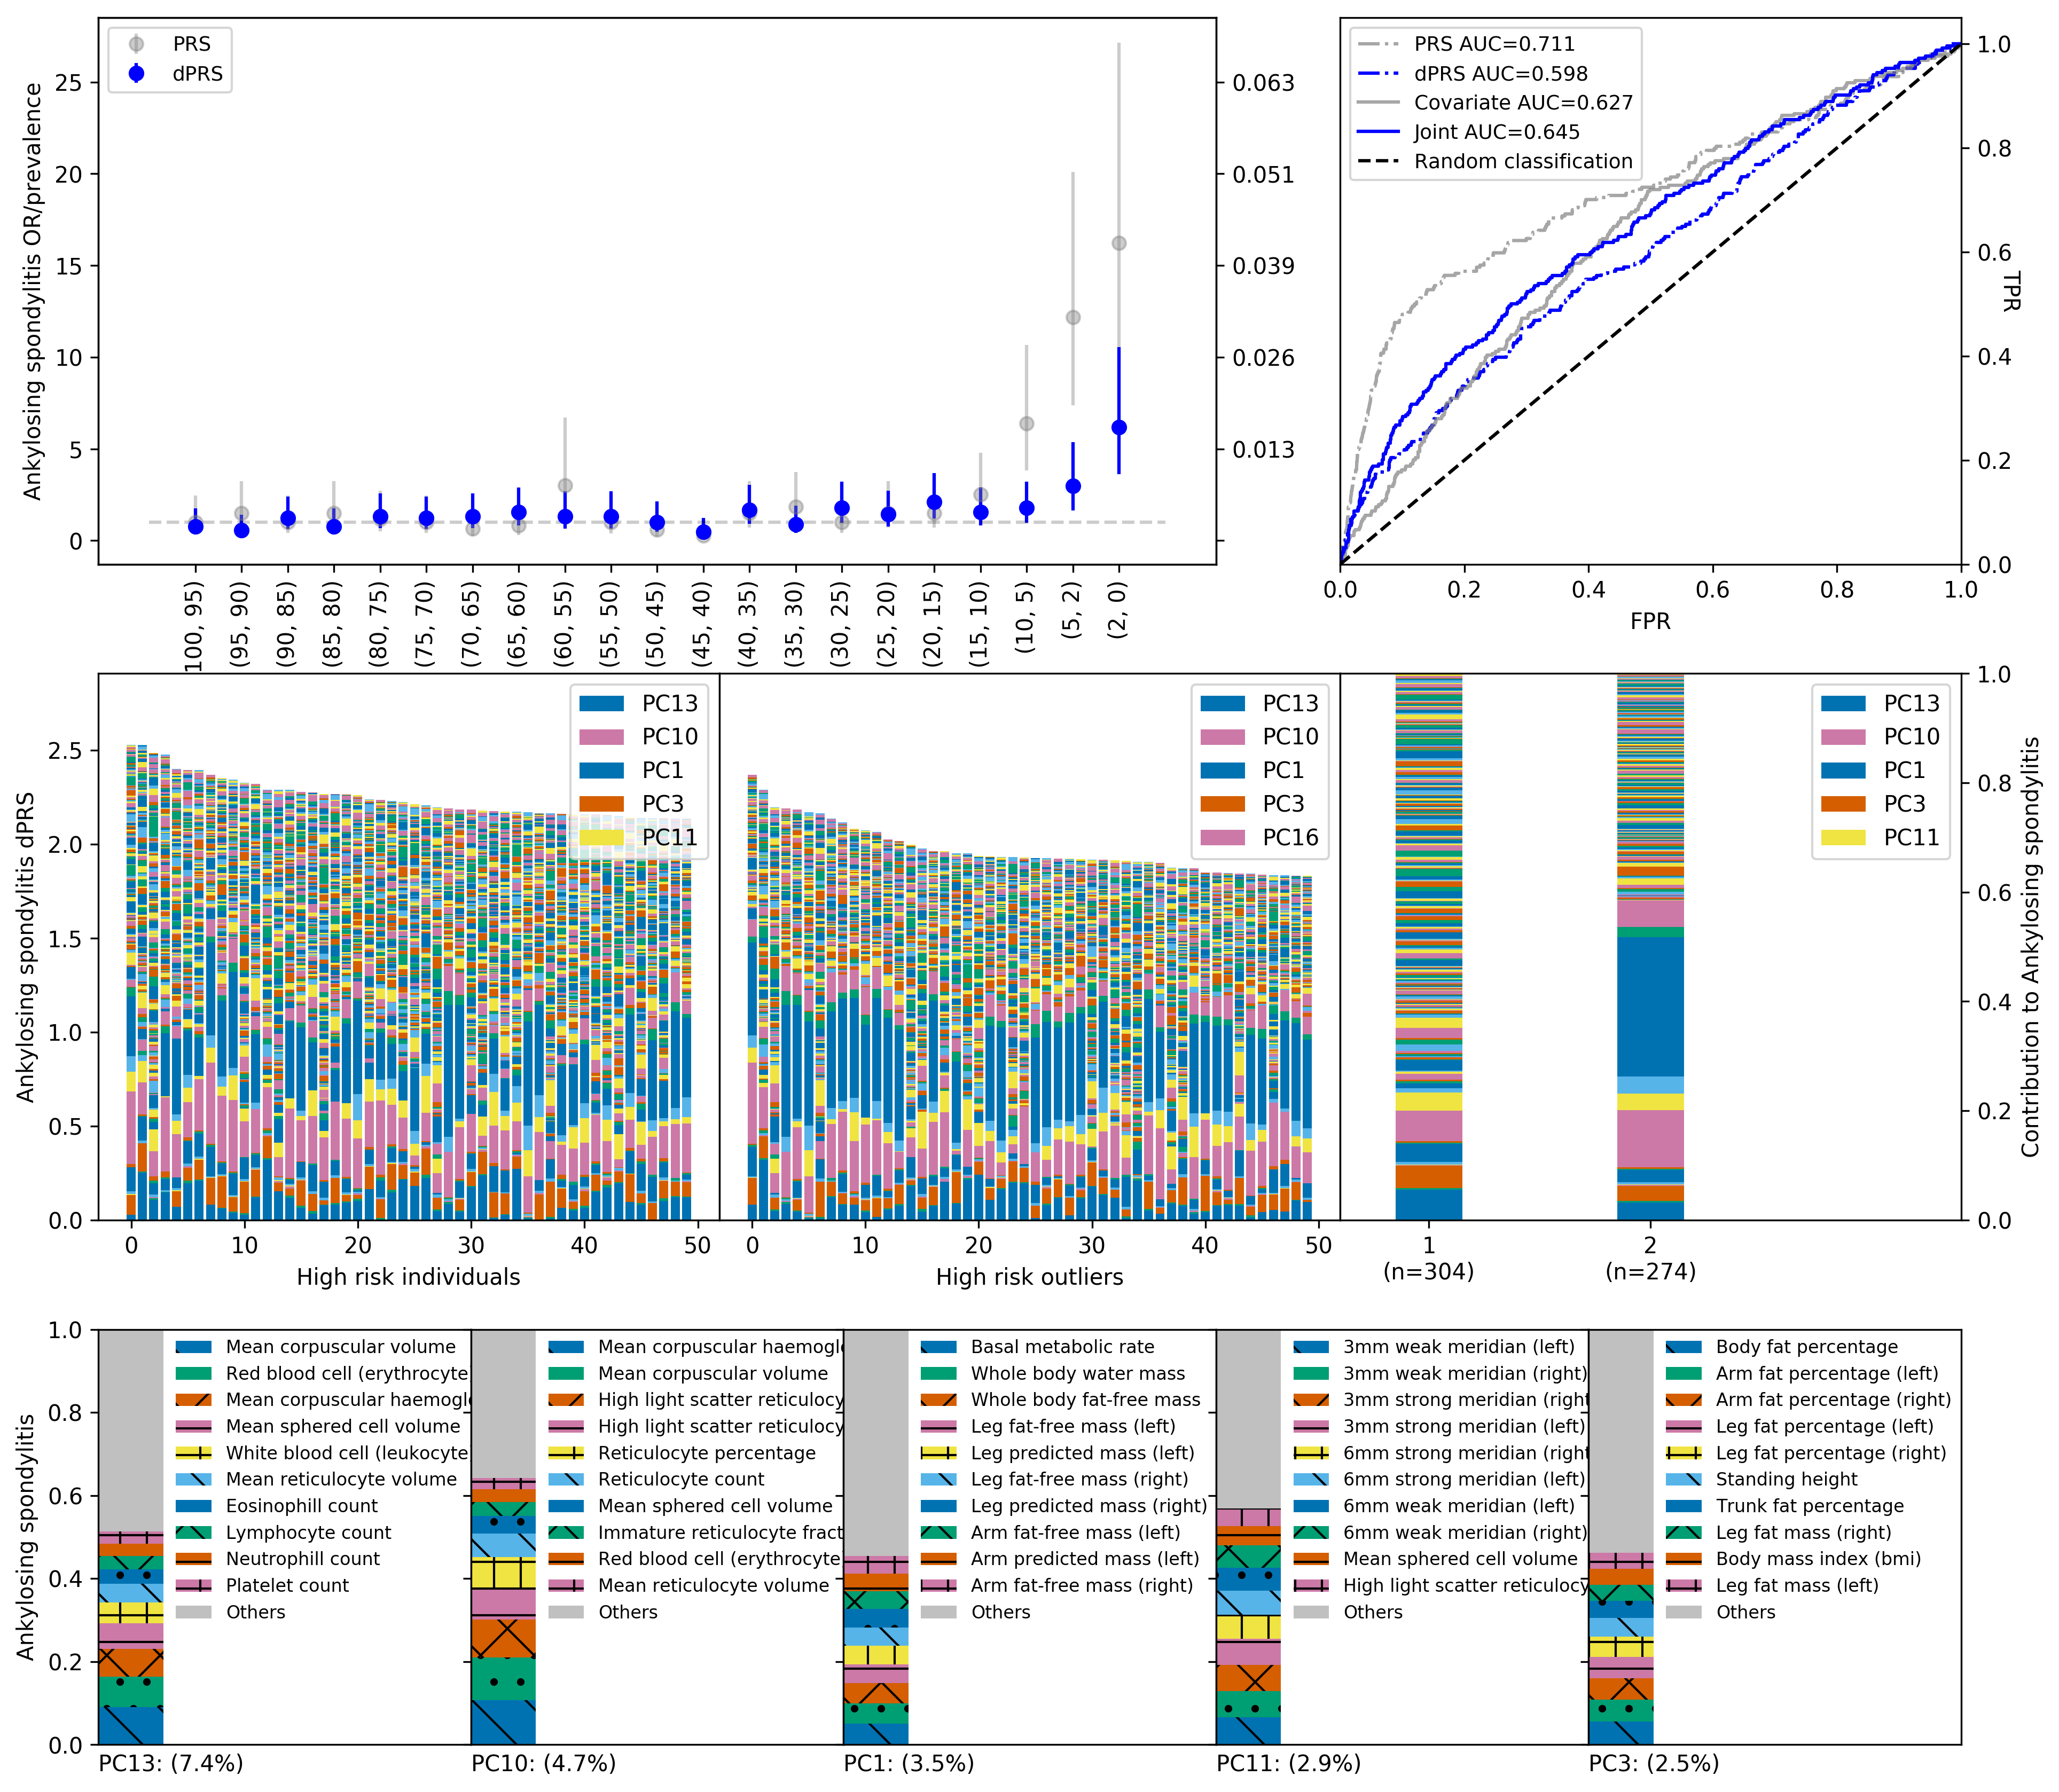 PRS
dPRS
Ankylosing spondylitis OR/prevalence
25
20
15
10
5
0
0.063
0.051
0.039
0.026
0.013
100, 95)
(95, 90)
(90, 85)
(85, 80)
(80, 75)
(75, 70)
(70, 65)
(65, 60)
(60, 55)
(55, 50)
(50, 45)
(45, 40)
(40, 35)
(35, 30)
(30, 25)
(25, 20)
(20, 15)
(15, 10)
(10, 5)
(5, 2)
(2, 0)
PRS AUC=0.711
dPRS AUC=0.598
Covariate AUC=0.627
Joint AUC=0.645
Random classification
1.0
0.8
0.6
0.4
0.2
0.0
TPR
0.0 0.2 0.4 0.6 0.8 1.0
FPR
Ankylosing spondylitis dPRS
2.5
2.0
1.5
1.0
0.5
0.0
PC13
PC10
PC1
PC3
PC11
0 10 20 30 40 50
High risk individuals
PC13
PC10
PC1
PC3
PC16
0 10 20 30 40 50
High risk outliers
PC13
PC10
PC1
PC3
PC11
1
(n=304)
2
(n=274)
1.0
0.8
0.6
0.4
0.2
0.0
Contribution to Ankylosing spondylitis
Ankylosing spondylitis
1.0
0.8
0.6
0.4
0.2
0.0
Mean corpuscular volume
Red blood cell (erythrocyte
Mean corpuscular haemogl
Mean sphered cell volume
White blood cell (leukocyte
Mean reticulocyte volume
Eosinophill count
Lymphocyte count
Neutrophill count
Platelet count
Others
PC13: (7.4%)
Mean corpuscular haemogl
Mean corpuscular volume
High light scatter reticulocy
High light scatter reticulocy
Reticulocyte percentage
Reticulocyte count
Mean sphered cell volume
Immature reticulocyte fract
Red blood cell (erythrocyte
Mean reticulocyte volume
Others
PC10: (4.7%)
Basal metabolic rate
Whole body water mass
Whole body fat-free mass
Leg fat-free mass (left)
Leg predicted mass (left)
Leg fat-free mass (right)
Leg predicted mass (right)
Arm fat-free mass (left)
Arm predicted mass (left)
Arm fat-free mass (right)
Others
PC1: (3.5%)
3mm weak meridian (left)
3mm weak meridian (right)
3mm strong meridian (right
3mm strong meridian (left)
6mm strong meridian (right
6mm strong meridian (left)
6mm weak meridian (left)
6mm weak meridian (right)
Mean sphered cell volume
High light scatter reticulocy
Others
PC11: (2.9%)
Body fat percentage
Arm fat percentage (left)
Arm fat percentage (right)
Leg fat percentage (left)
Leg fat percentage (right)
Standing height
Trunk fat percentage
Leg fat mass (right)
Body mass index (bmi)
Leg fat mass (left)
Others
PC3: (2.5%)